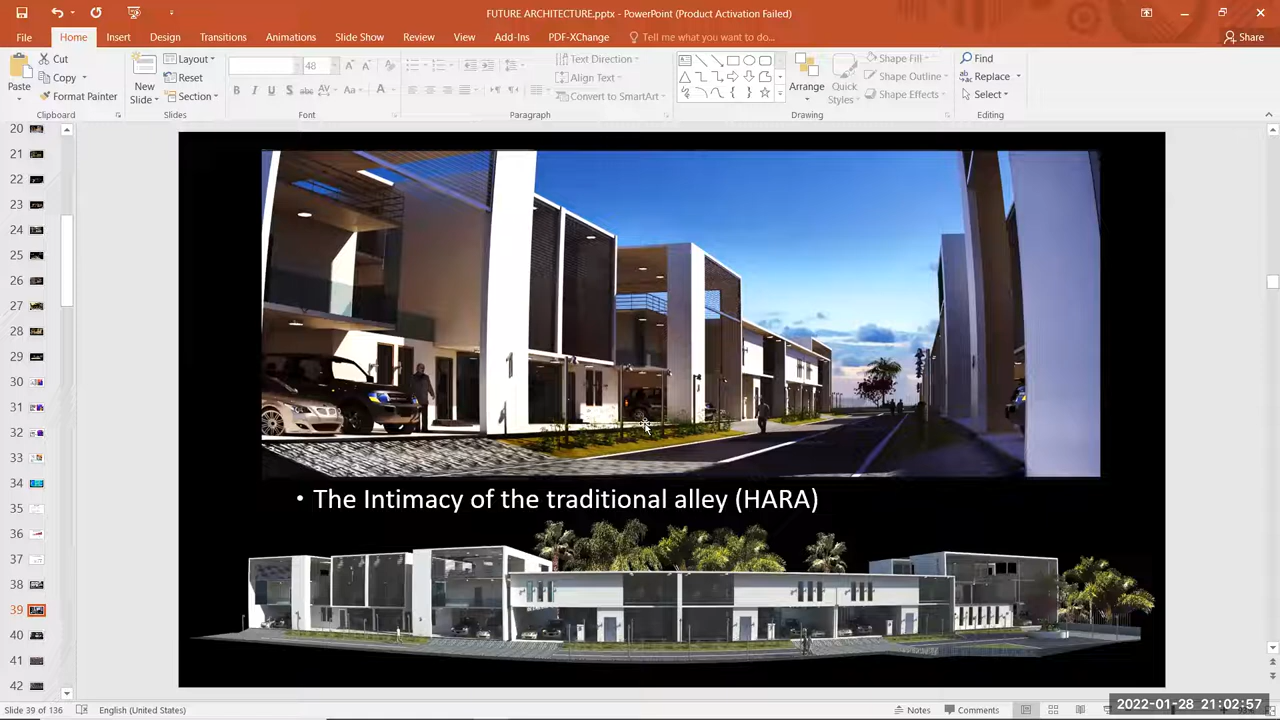 FUTURE ARCHITECTURE.pptx - PowerPoint (Product Activation Failed)
File Home Insert Design Transitions Animations Slide Show Review View Add-Ins PDF-XChange Tell me what you want to do... Share
Paste Cut Copy Format Painter
Clipboard
New Slide Layout Reset Section
Slides
48
B I U S abc AV Aa A
Font
Text Direction Align Text Convert to SmartArt
Paragraph
Arrange Quick Styles Shape Fill Shape Outline Shape Effects
Drawing
Find Replace Select
Editing
20
21
22
23
24
25
26
27
28
29
30
31
32
33
34
35
36
37
38
39
40
41
42
• The Intimacy of the traditional alley (HARA)
Slide 39 of 136 English (United States) Notes Comments
2022-01-28 21:02:57